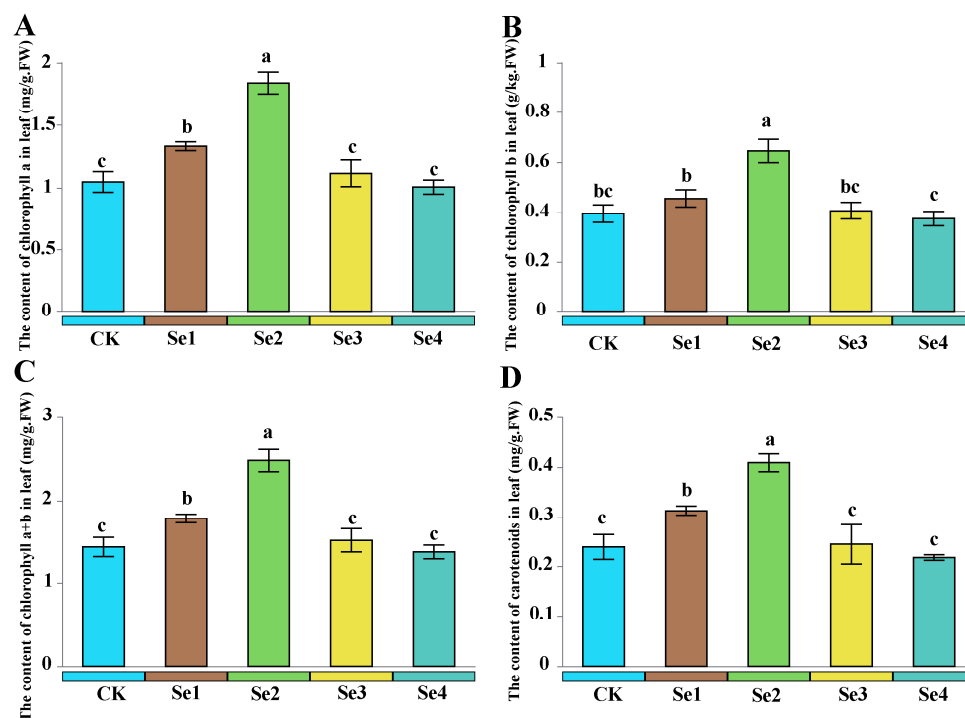 A
The content of chlorophyll a in leaf (mg/g.FW)
2
1.5
1
0.5
0
c
b
a
c
c
CK
Se1
Se2
Se3
Se4
B
The content of tchlorophyll b in leaf (g/kg.FW)
1
0.8
0.6
0.4
0.2
0
bc
b
a
bc
c
CK
Se1
Se2
Se3
Se4
C
The content of chlorophyll a+b in leaf (mg/g.FW)
3
2
1
0
c
b
a
c
c
CK
Se1
Se2
Se3
Se4
D
The content of carotenoids in leaf (mg/g.FW)
0.5
0.4
0.3
0.2
0.1
0
c
b
a
c
c
CK
Se1
Se2
Se3
Se4